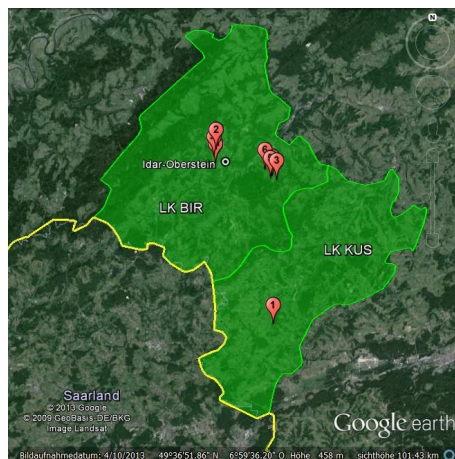 N
2
6
3
Idar-Oberstein
LK BIR
LK KUS
1
Saarland
© 2013 Google
© 2009 GeoBasis-DE/BKG
Image Landsat
Google earth
Bildaufnahmedatum: 4/10/2013 49°36'51.86" N 6°59'36.20" O Höhe 458 m sichthöhe 101.43 km